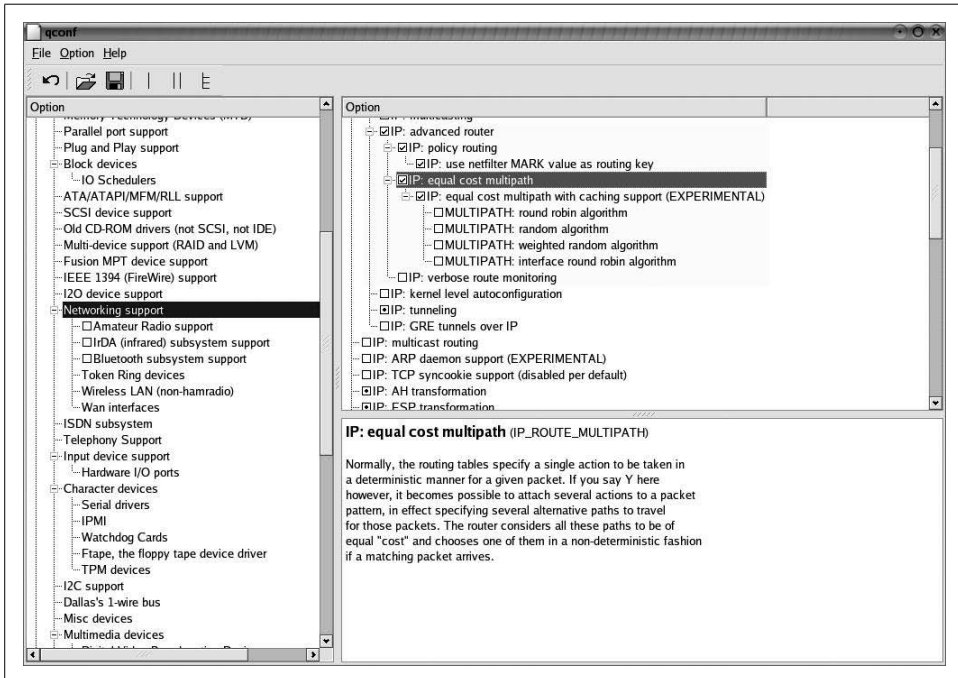 qconf
File Option Help
Option
Memory Technology Devices (MTD)
Parallel port support
Plug and Play support
Block devices
IO Schedulers
ATA/ATAPI/MFM/RLL support
SCSI device support
Old CD-ROM drivers (not SCSI, not IDE)
Multi-device support (RAID and LVM)
Fusion MPT device support
IEEE 1394 (FireWire) support
I2O device support
Networking support
Amateur Radio support
IrDA (infrared) subsystem support
Bluetooth subsystem support
Token Ring devices
Wireless LAN (non-hamradio)
Wan interfaces
ISDN subsystem
Telephony Support
Input device support
Hardware I/O ports
Character devices
Serial drivers
IPMI
Watchdog Cards
Ftape, the floppy tape device driver
TPM devices
I2C support
Dallas's 1-wire bus
Misc devices
Multimedia devices
Option
IP: multicasting
IP: advanced router
IP: policy routing
IP: use netfilter MARK value as routing key
IP: equal cost multipath
IP: equal cost multipath with caching support (EXPERIMENTAL)
MULTIPATH: round robin algorithm
MULTIPATH: random algorithm
MULTIPATH: weighted random algorithm
MULTIPATH: interface round robin algorithm
IP: verbose route monitoring
IP: kernel level autoconfiguration
IP: tunneling
IP: GRE tunnels over IP
IP: multicast routing
IP: ARP daemon support (EXPERIMENTAL)
IP: TCP syncookie support (disabled per default)
IP: AH transformation
IP: ESP transformation
IP: equal cost multipath (IP_ROUTE_MULTIPATH)
Normally, the routing tables specify a single action to be taken in
a deterministic manner for a given packet. If you say Y here
however, it becomes possible to attach several actions to a packet
pattern, in effect specifying several alternative paths to travel
for those packets. The router considers all these paths to be of
equal "cost" and chooses one of them in a non-deterministic fashion
if a matching packet arrives.